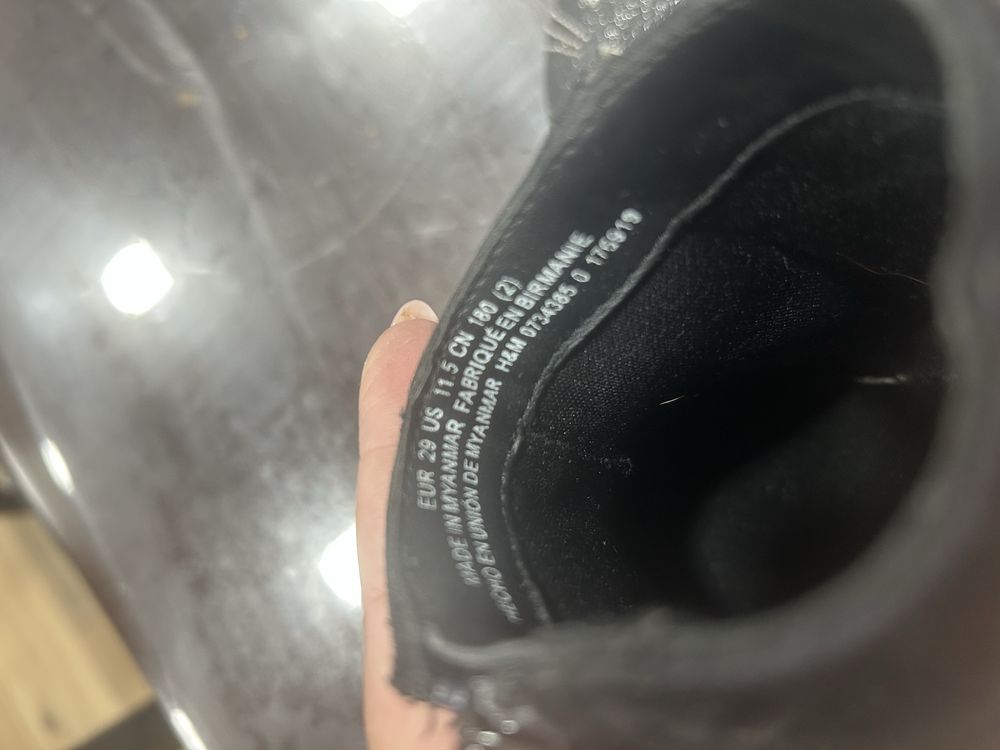 EUR 29 US 11.5 CN 180 (2)
MADE IN MYANMAR FABRIQUÉ EN BIRMANIE
HECHO EN UNIÓN DE MYANMAR H&M 0734385 0 176919